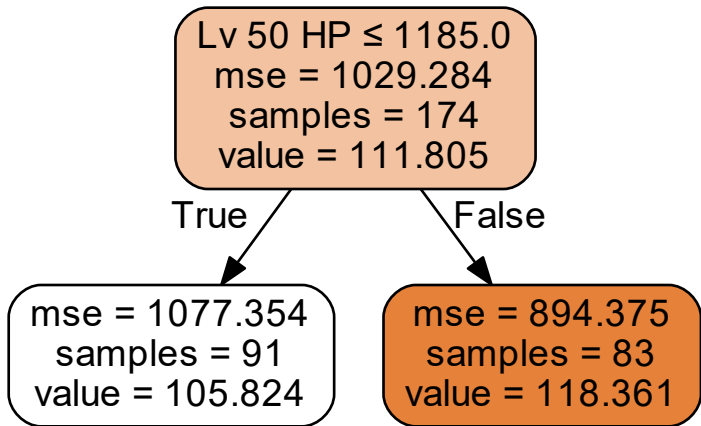 Lv 50 HP ≤ 1185.0
mse = 1029.284
samples = 174
value = 111.805
True
False
mse = 1077.354
samples = 91
value = 105.824
mse = 894.375
samples = 83
value = 118.361